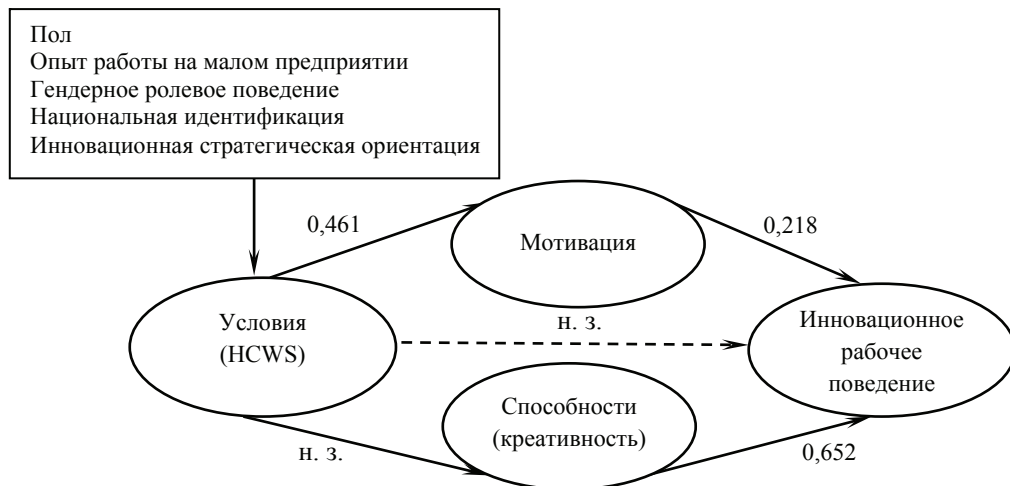 Пол
Опыт работы на малом предприятии
Гендерное ролевое поведение
Национальная идентификация
Инновационная стратегическая ориентация
0,461
Мотивация
0,218
Условия
(HCWS)
н. з.
Инновационное
рабочее
поведение
Способности
(креативность)
н. з.
0,652